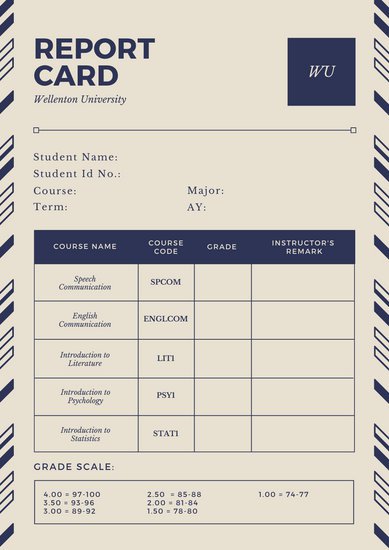 REPORT
CARD
WU
Wellenton University
Student Name:
Student Id No.:
Course: Major:
Term: AY:
COURSE NAME COURSE CODE GRADE INSTRUCTOR'S REMARK
Speech Communication SPCOM
English Communication ENGLCOM
Introduction to Literature LIT1
Introduction to Psychology PSY1
Introduction to Statistics STAT1
GRADE SCALE:
4.00 = 97-100 2.50 = 85-88 1.00 = 74-77
3.50 = 93-96 2.00 = 81-84
3.00 = 89-92 1.50 = 78-80